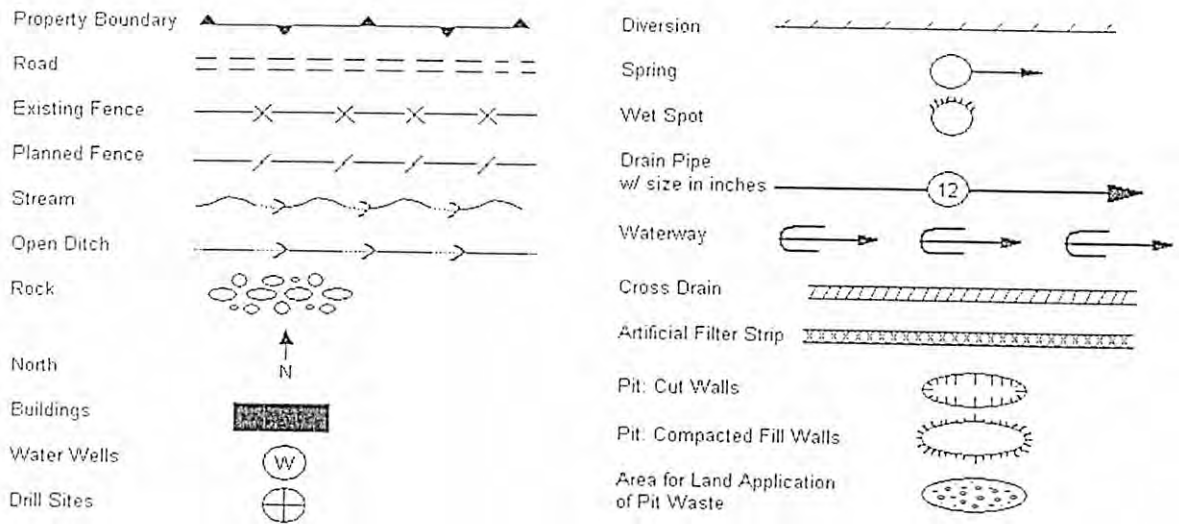 Property Boundary
Road
Existing Fence
Planned Fence
Stream
Open Ditch
Rock
North
N
Buildings
Water Wells
W
Drill Sites
Diversion
Spring
Wet Spot
Drain Pipe
w/ size in inches
12
Waterway
Cross Drain
Artificial Filter Strip
Pit: Cut Walls
Pit: Compacted Fill Walls
Area for Land Application
of Pit Waste